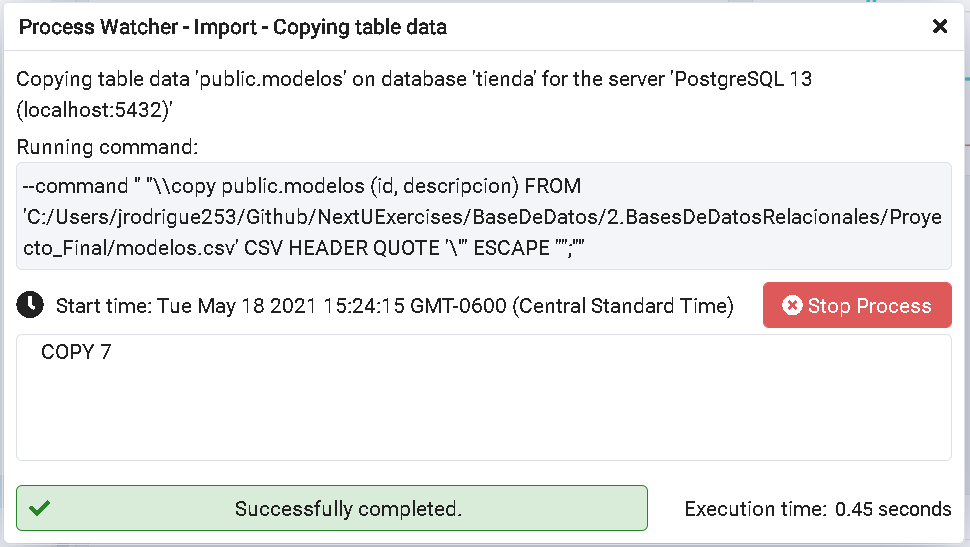 Process Watcher - Import - Copying table data
Copying table data 'public.modelos' on database 'tienda' for the server 'PostgreSQL 13
(localhost:5432)'
Running command:
--command " "\\copy public.modelos (id, descripcion) FROM
'C:/Users/jrodrigue253/Github/NextUExercises/BaseDeDatos/2.BasesDeDatosRelacionales/Proye
cto_Final/modelos.csv' CSV HEADER QUOTE '\"' ESCAPE '''';""
Start time: Tue May 18 2021 15:24:15 GMT-0600 (Central Standard Time)
Stop Process
COPY 7
Successfully completed.
Execution time: 0.45 seconds